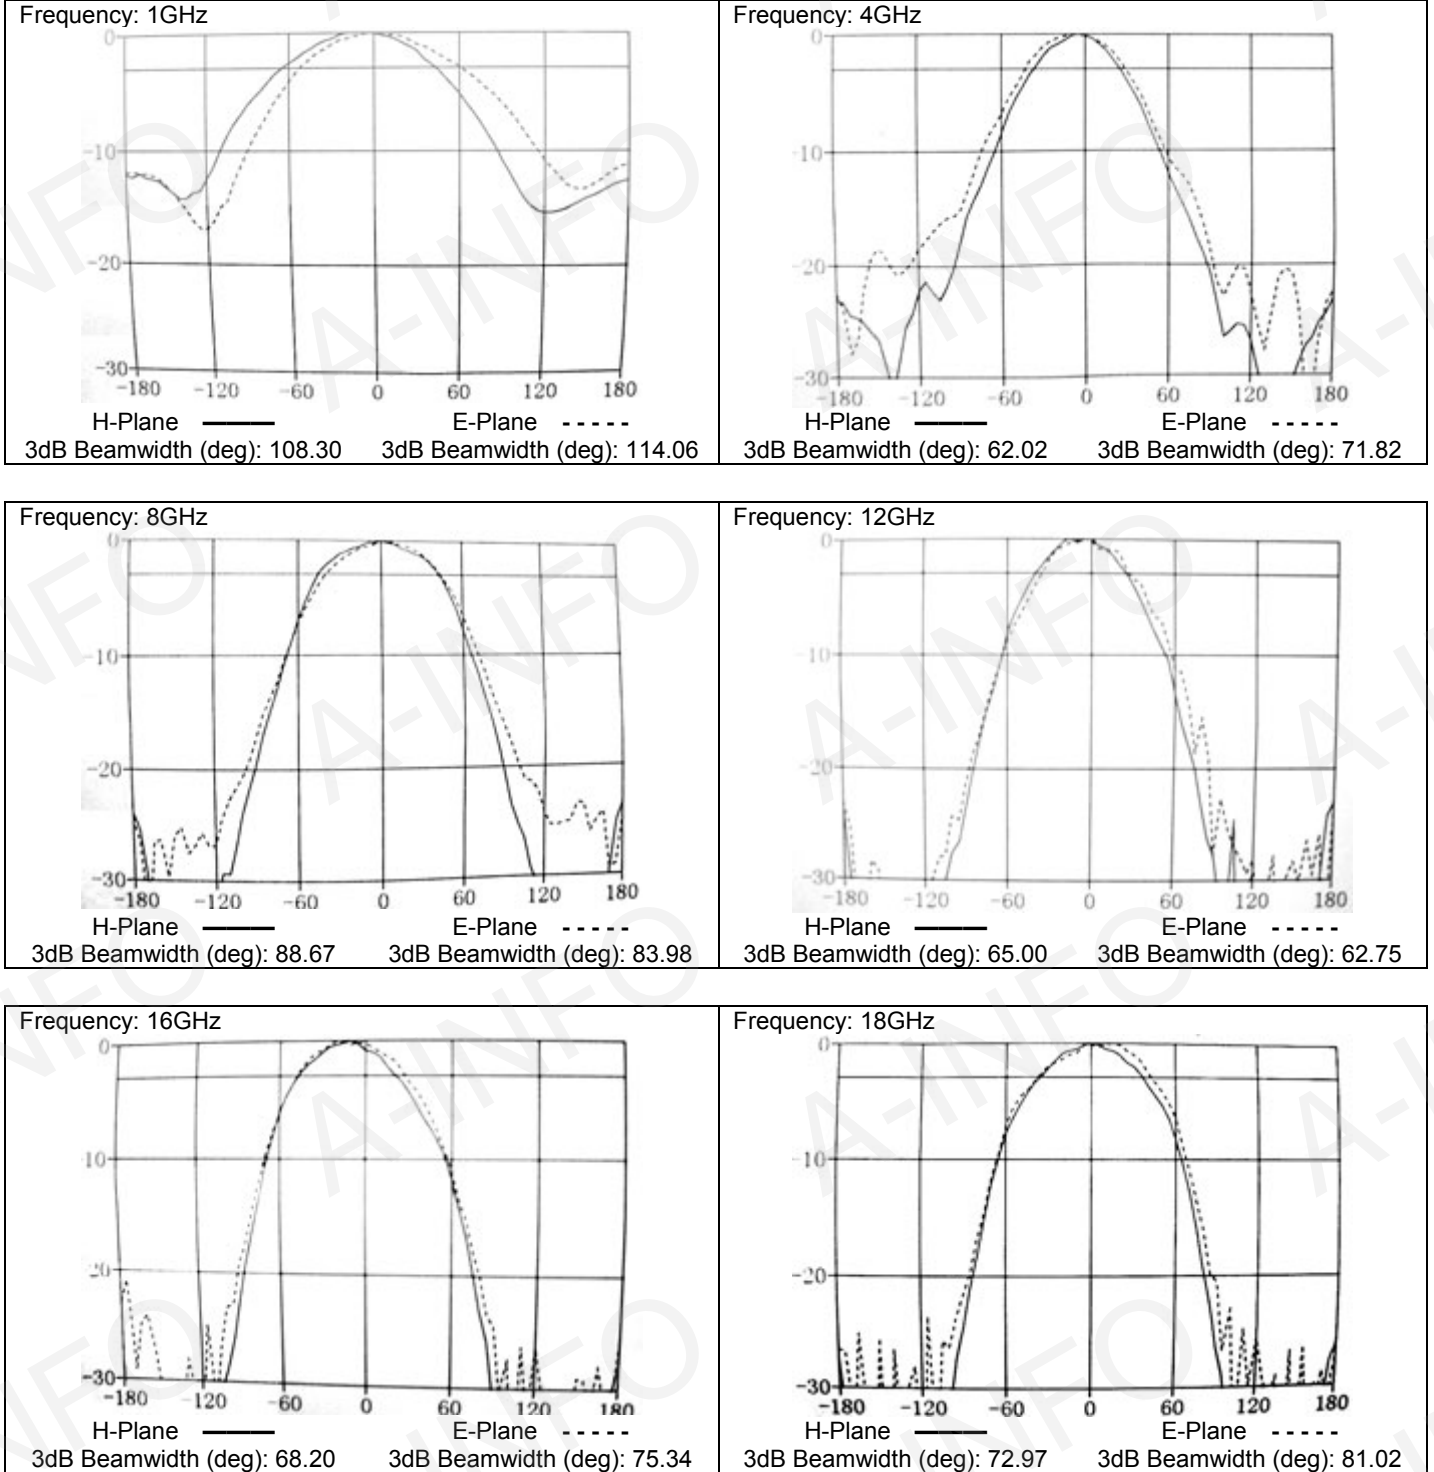 Frequency: 1GHz
0
-10
-20
-30
-180 -120 -60 0 60 120 180
H-Plane E-Plane
3dB Beamwidth (deg): 108.30 3dB Beamwidth (deg): 114.06
Frequency: 4GHz
0
-10
-20
-30
-180 -120 -60 0 60 120 180
H-Plane E-Plane
3dB Beamwidth (deg): 62.02 3dB Beamwidth (deg): 71.82
Frequency: 8GHz
0
-10
-20
-30
-180 -120 -60 0 60 120 180
H-Plane E-Plane
3dB Beamwidth (deg): 88.67 3dB Beamwidth (deg): 83.98
Frequency: 12GHz
0
-10
-20
-30
-180 -120 -60 0 60 120 180
H-Plane E-Plane
3dB Beamwidth (deg): 65.00 3dB Beamwidth (deg): 62.75
Frequency: 16GHz
0
10
-20
-30
-180 -120 -60 0 60 120 180
H-Plane E-Plane
3dB Beamwidth (deg): 68.20 3dB Beamwidth (deg): 75.34
Frequency: 18GHz
0
-10
-20
-30
-180 -120 -60 0 60 120 180
H-Plane E-Plane
3dB Beamwidth (deg): 72.97 3dB Beamwidth (deg): 81.02
A-INFO